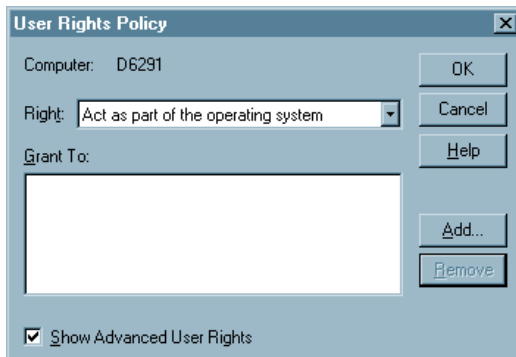 User Rights Policy
Computer: D6291
OK
Right: Act as part of the operating system
Cancel
Grant To:
Help
Add...
Remove
Show Advanced User Rights